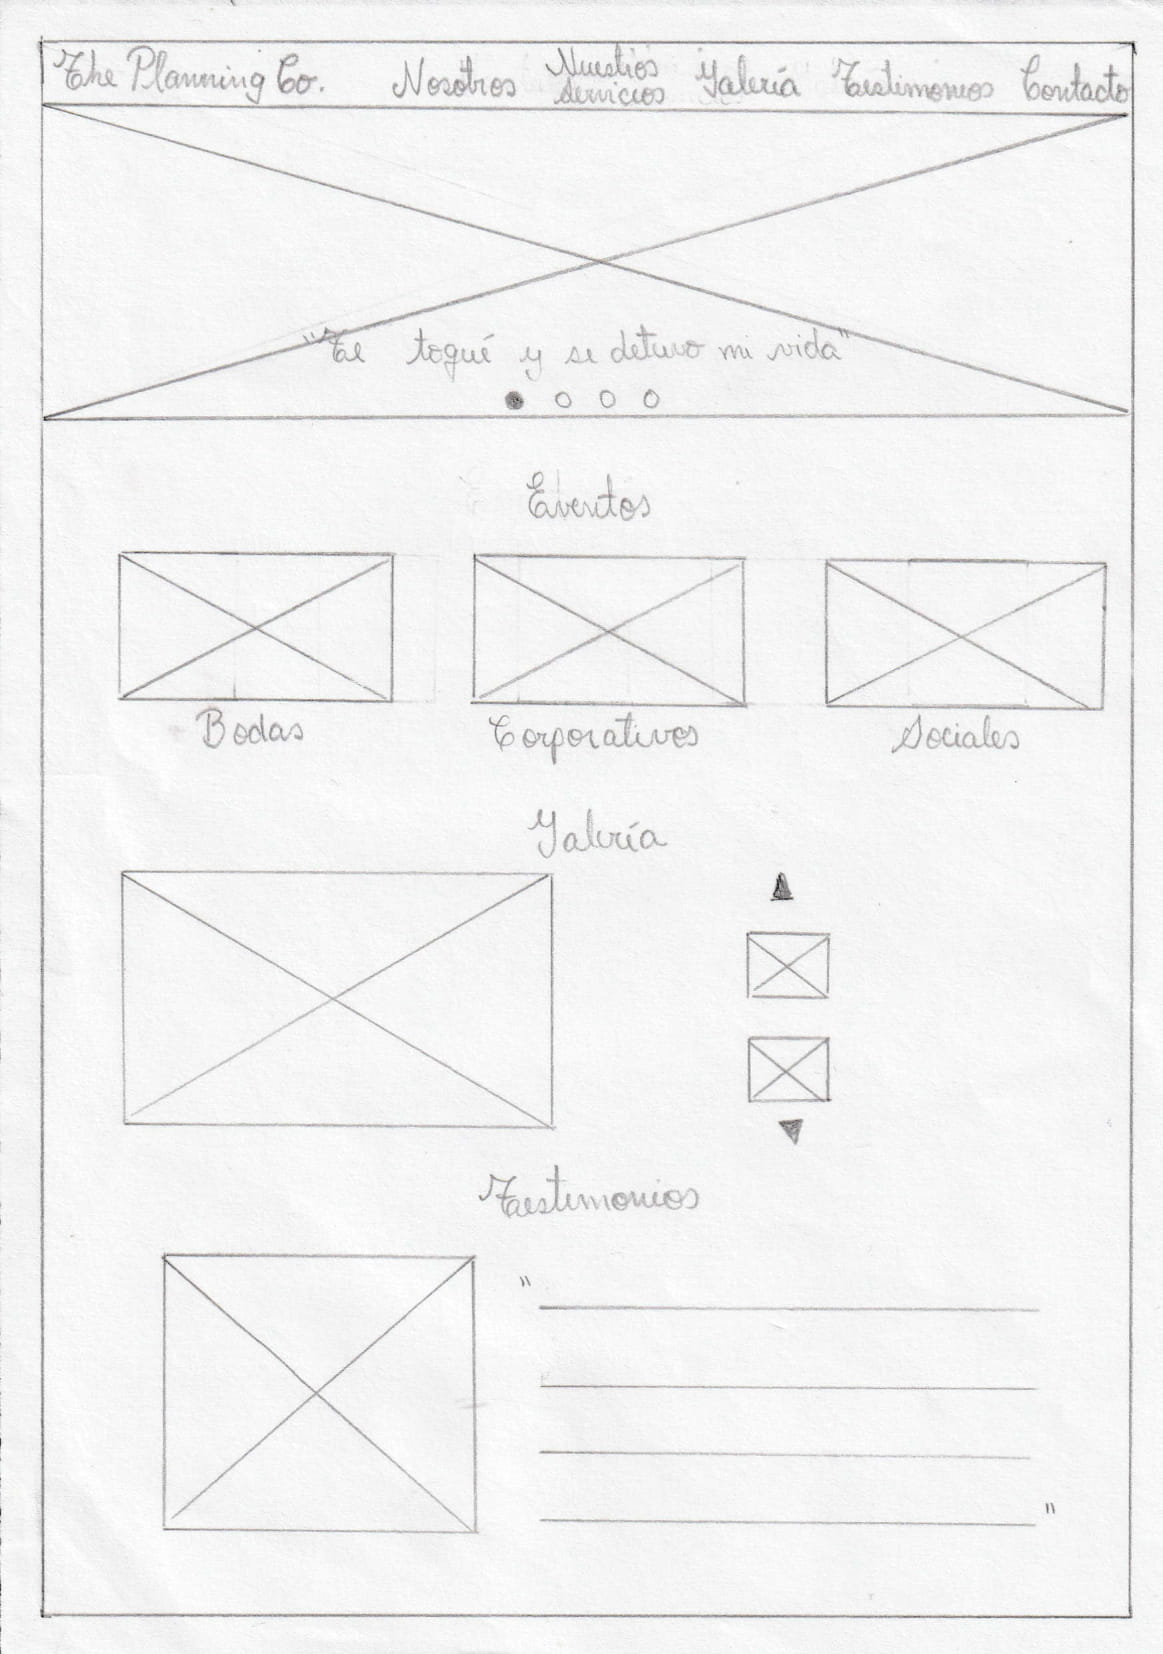 The Planning Co. Nosotros Nuestros Servicios Galería Testimonios Contacto
"Te toqué y se detuvo mi vida"
Eventos
Bodas Corporativos Sociales
Galería
Testimonios
"
"